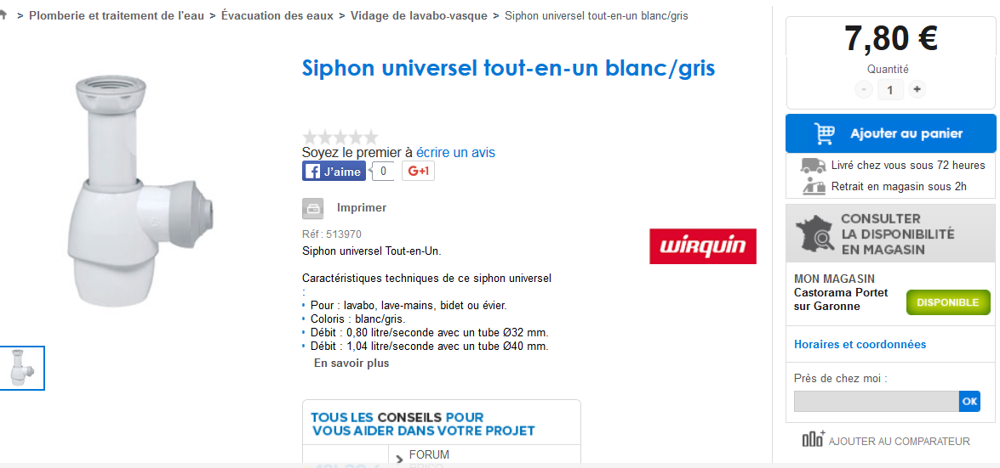 > Plomberie et traitement de l'eau > Évacuation des eaux > Vidage de lavabo-vasque > Siphon universel tout-en-un blanc/gris
Siphon universel tout-en-un blanc/gris
Soyez le premier à écrire un avis
J'aime 0 G+1
Imprimer
Réf : 513970
Siphon universel Tout-en-Un.
wirquin
Caractéristiques techniques de ce siphon universel
:
• Pour : lavabo, lave-mains, bidet ou évier.
• Coloris : blanc/gris.
• Débit : 0,80 litre/seconde avec un tube Ø32 mm.
• Débit : 1,04 litre/seconde avec un tube Ø40 mm.
En savoir plus
TOUS LES CONSEILS POUR
VOUS AIDER DANS VOTRE PROJET
FORUM
7,80 €
Quantité
- 1 +
Ajouter au panier
Livré chez vous sous 72 heures
Retrait en magasin sous 2h
CONSULTER
LA DISPONIBILITÉ
EN MAGASIN
MON MAGASIN
Castorama Portet
sur Garonne
DISPONIBLE
Horaires et coordonnées
Près de chez moi :
OK
AJOUTER AU COMPARATEUR